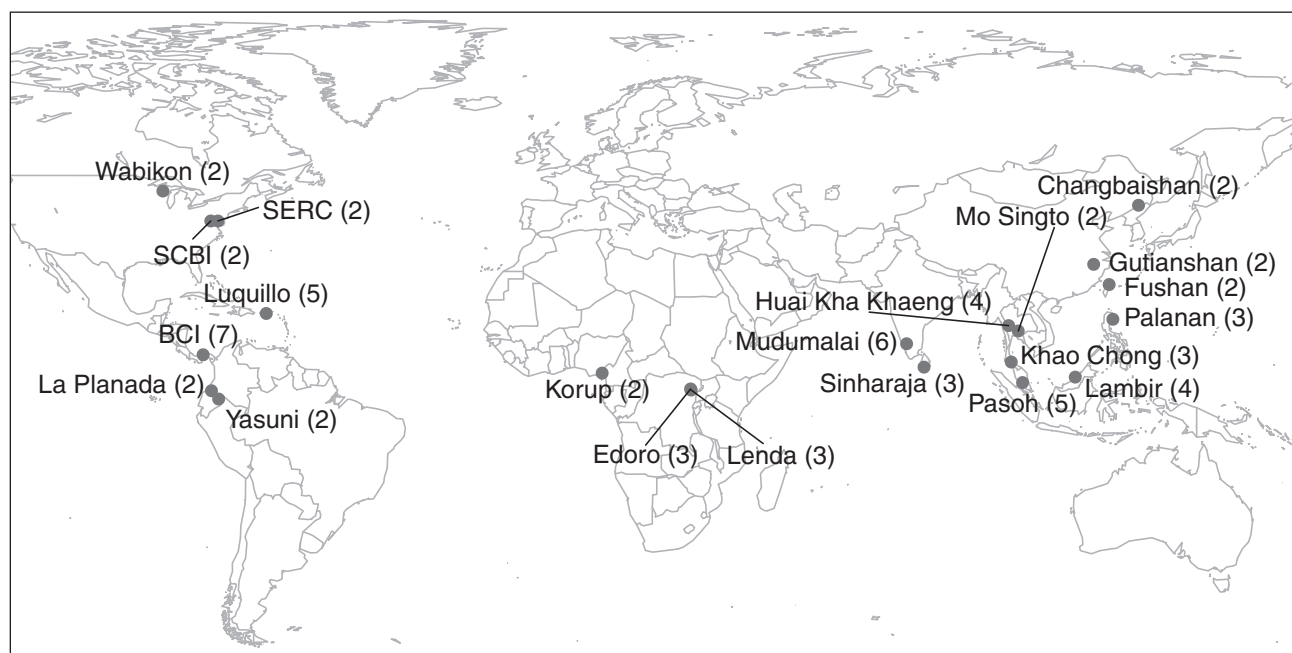 Wabikon (2)
SERC (2)
SCBI (2)
Luquillo (5)
BCI (7)
La Planada (2)
Yasuni (2)
Korup (2)
Edoro (3)
Lenda (3)
Changbaishan (2)
Mo Singto (2)
Gutianshan (2)
Fushan (2)
Huai Kha Khaeng (4)
Palanan (3)
Mudumalai (6)
Khao Chong (3)
Sinharaja (3)
Lambir (4)
Pasoh (5)